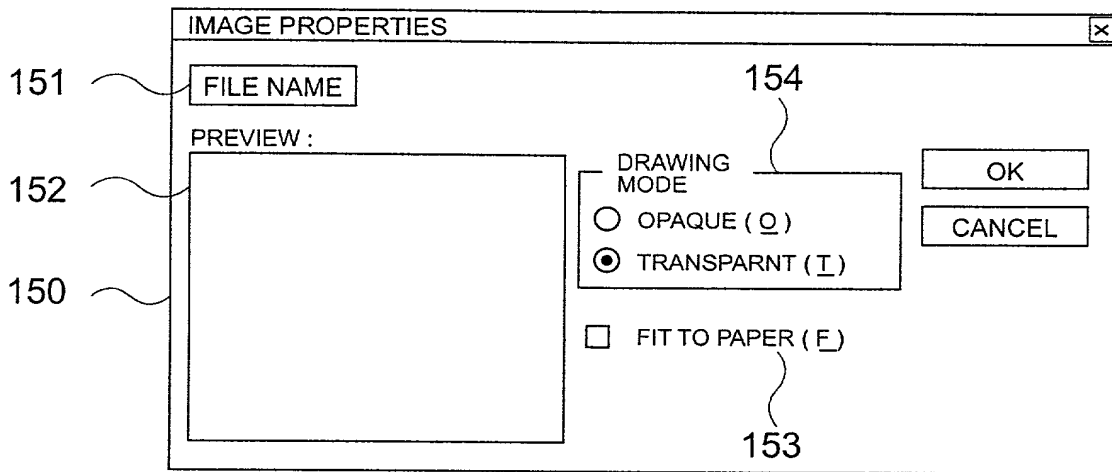 IMAGE PROPERTIES x
151 FILE NAME 154
PREVIEW :
152
DRAWING MODE
OPAQUE ( O )
TRANSPARNT ( T )
OK
CANCEL
150
FIT TO PAPER ( F )
153